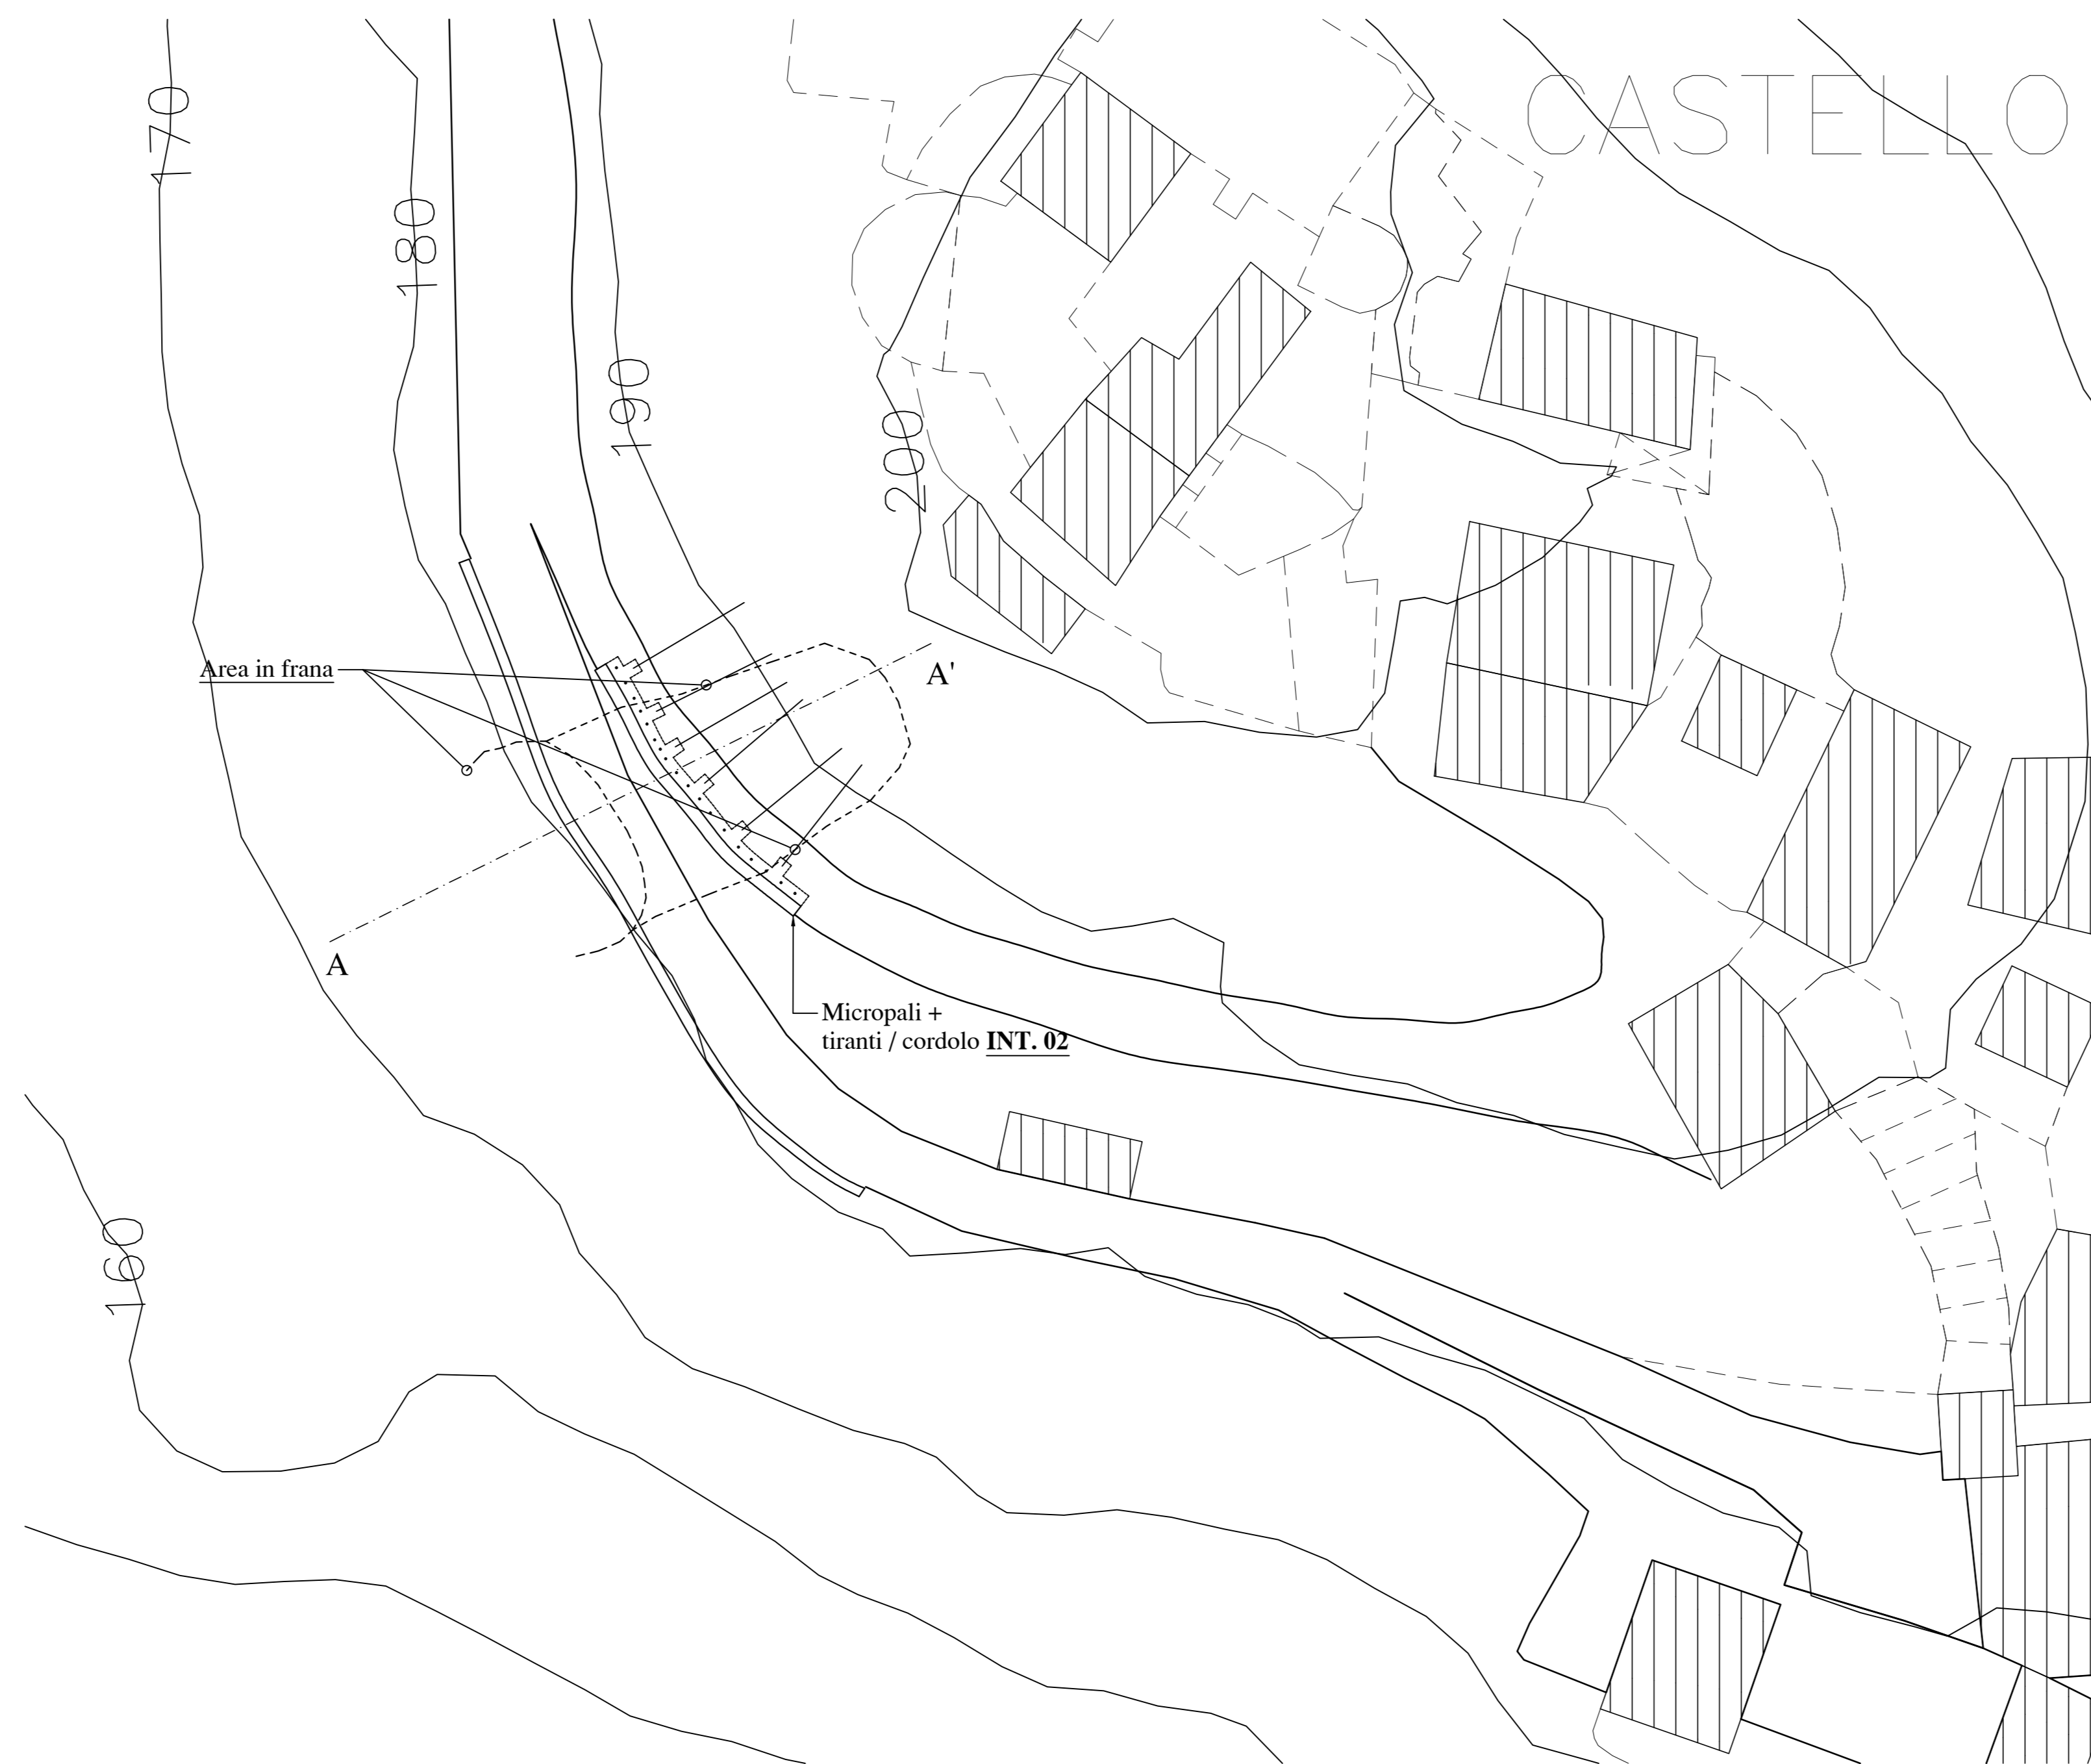 CASTELLO
170
180
190
200
Area in frana
A'
A
Micropali +
tiranti / cordolo INT. 02
160